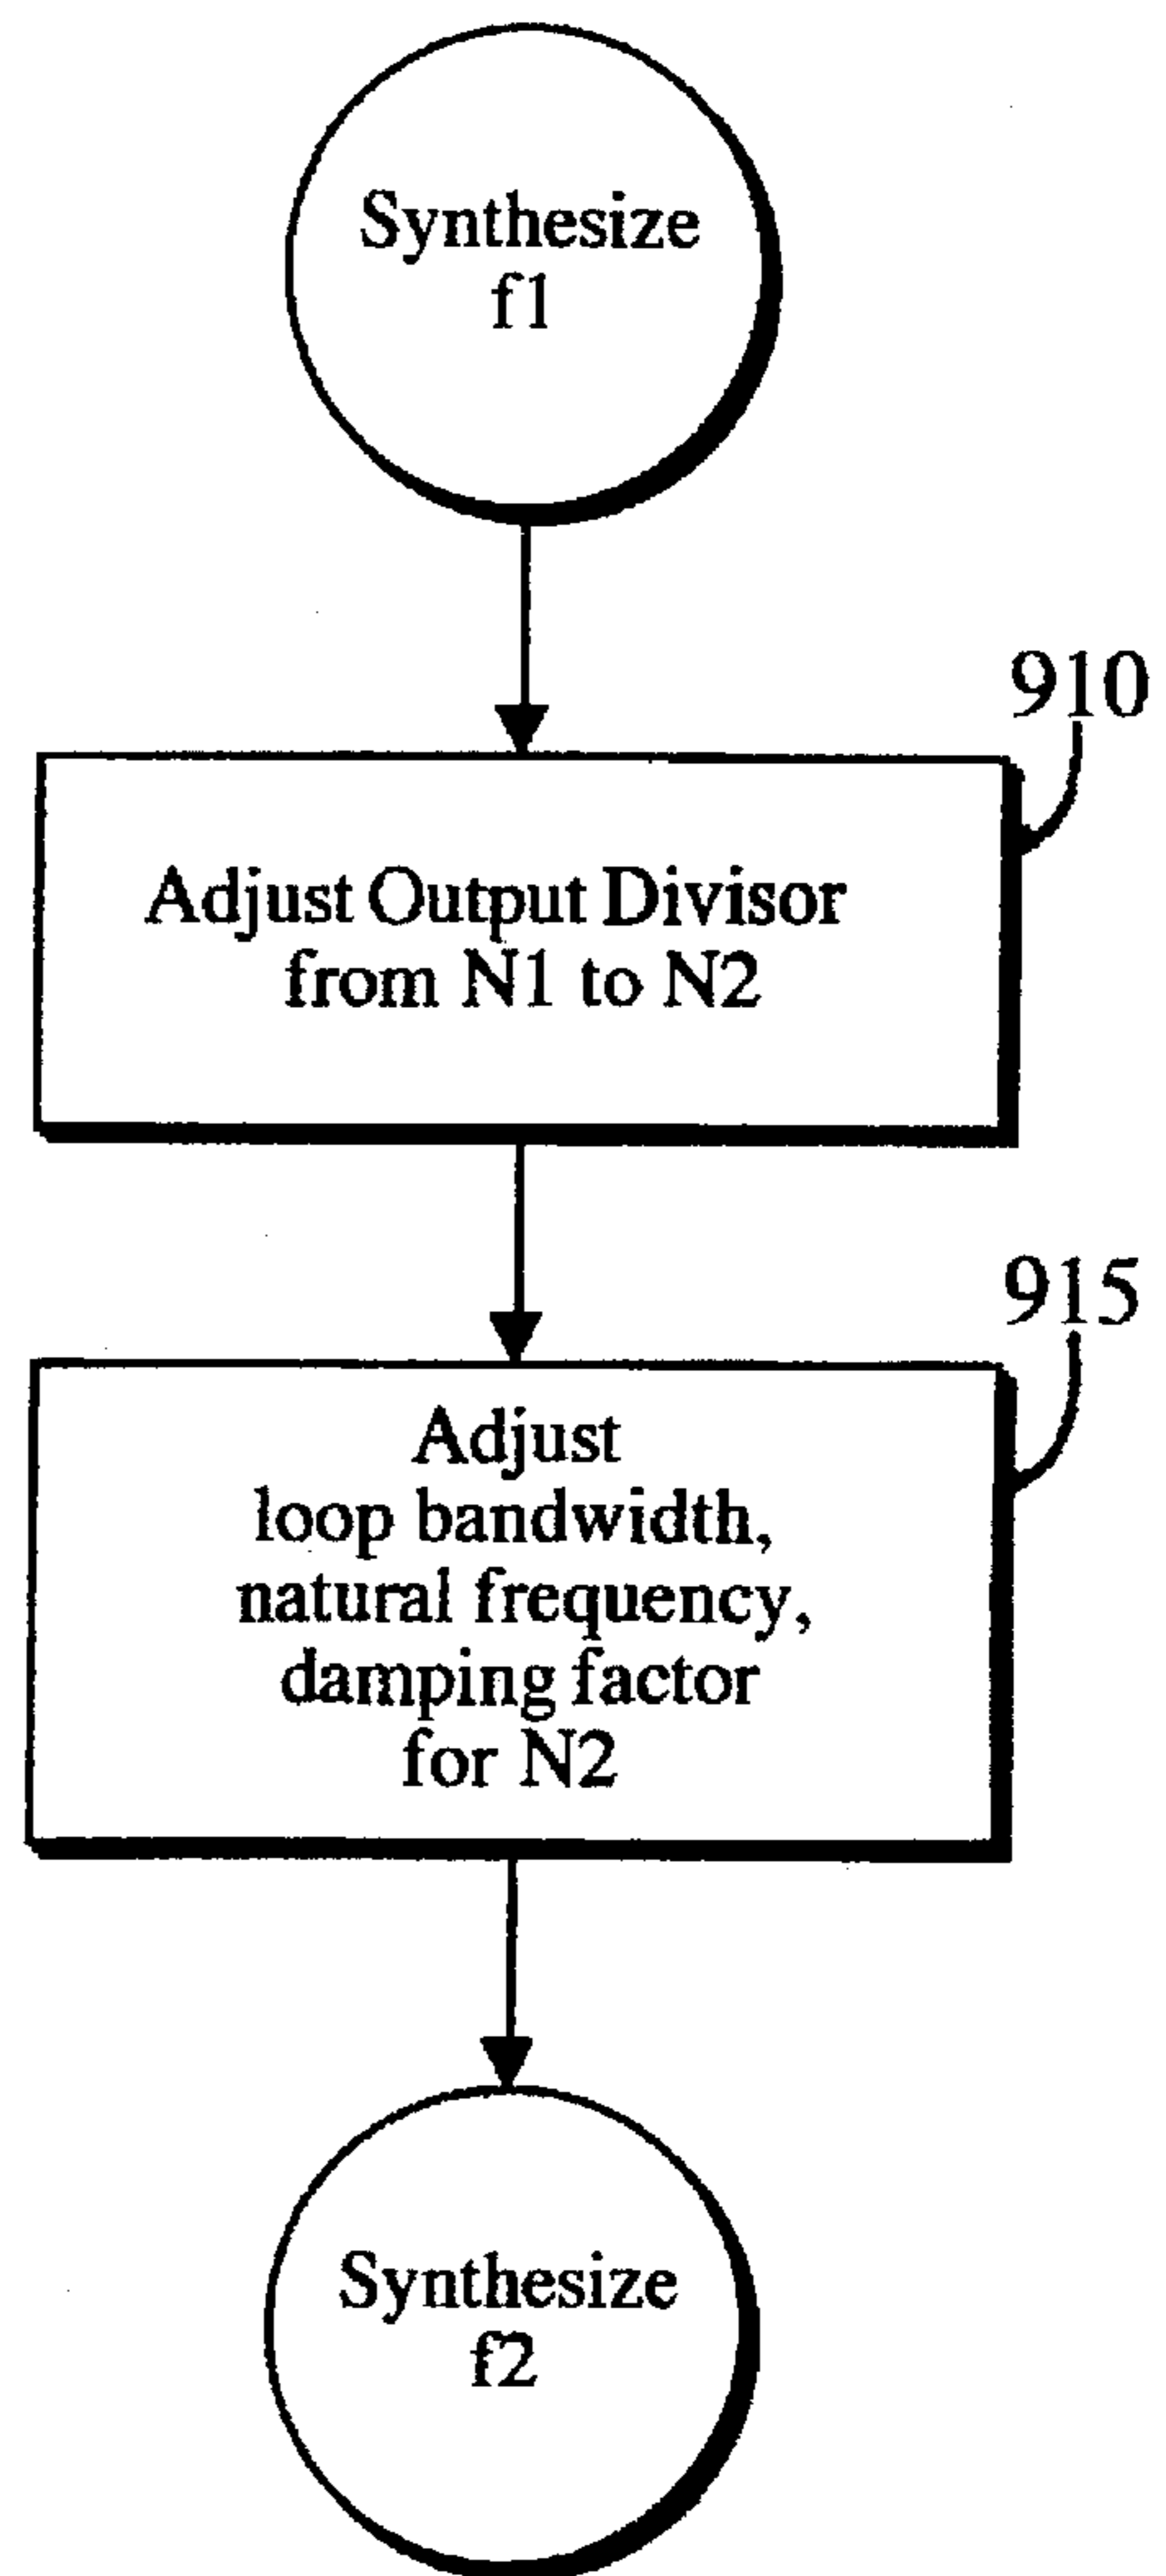 Synthesize
f1
910
Adjust Output Divisor
from N1 to N2
915
Adjust
loop bandwidth,
natural frequency,
damping factor
for N2
Synthesize
f2